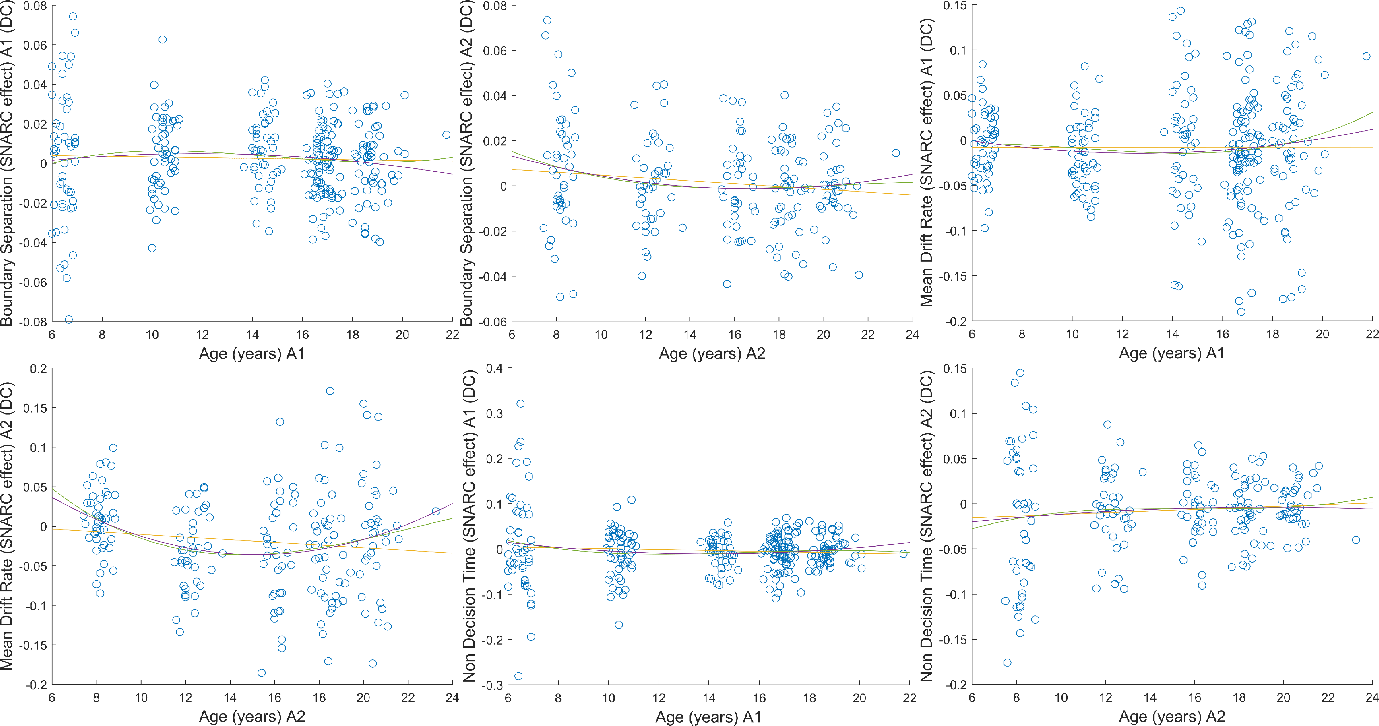 Boundary Separation (SNARC effect) A1 (DC)
0.08
0.06
0.04
0.02
0
-0.02
-0.04
-0.06
-0.08
6 8 10 12 14 16 18 20 22
Age (years) A1
Boundary Separation (SNARC effect) A2 (DC)
0.08
0.06
0.04
0.02
0
-0.02
-0.04
-0.06
6 8 10 12 14 16 18 20 22 24
Age (years) A2
Mean Drift Rate (SNARC effect) A1 (DC)
0.15
0.1
0.05
0
-0.05
-0.1
-0.15
-0.2
6 8 10 12 14 16 18 20 22
Age (years) A1
Mean Drift Rate (SNARC effect) A2 (DC)
0.2
0.15
0.1
0.05
0
-0.05
-0.1
-0.15
-0.2
6 8 10 12 14 16 18 20 22 24
Age (years) A2
Non Decision Time (SNARC effect) A1 (DC)
0.4
0.3
0.2
0.1
0
-0.1
-0.2
-0.3
6 8 10 12 14 16 18 20 22
Age (years) A1
Non Decision Time (SNARC effect) A2 (DC)
0.15
0.1
0.05
0
-0.05
-0.1
-0.15
-0.2
6 8 10 12 14 16 18 20 22 24
Age (years) A2